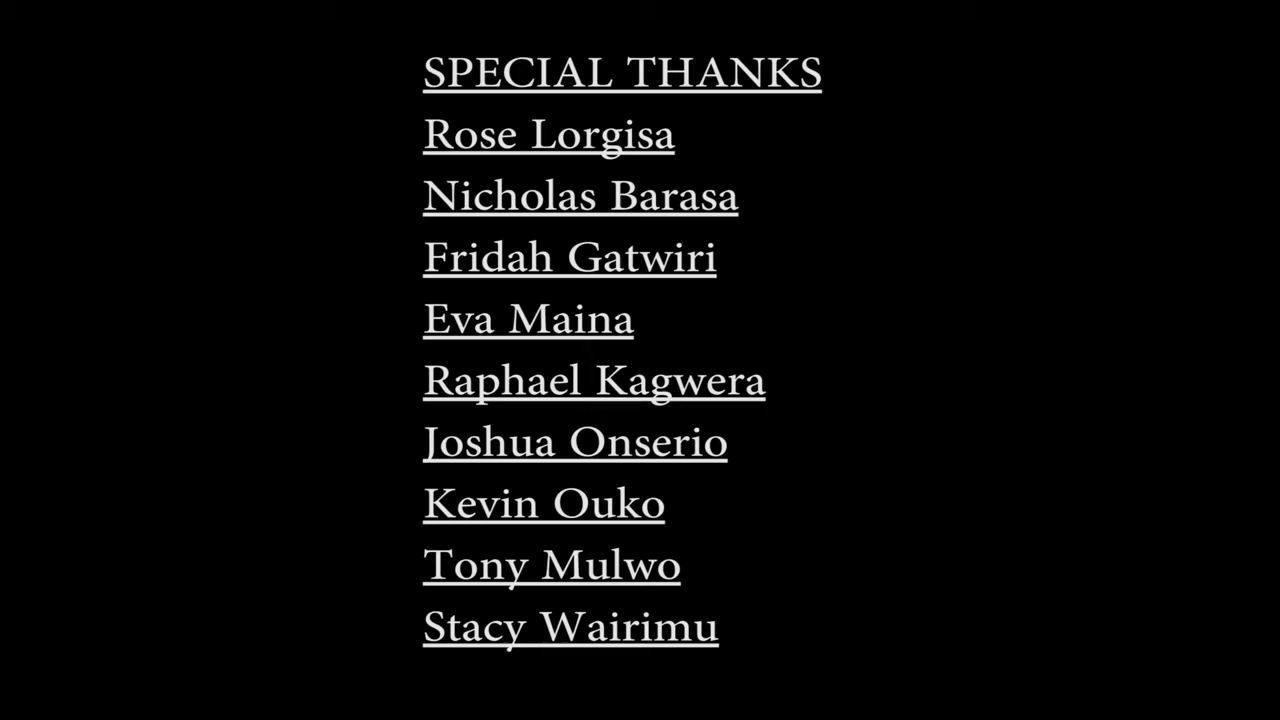 SPECIAL THANKS
Rose Lorgisa
Nicholas Barasa
Fridah Gatwiri
Eva Maina
Raphael Kagwera
Joshua Onserio
Kevin Ouko
Tony Mulwo
Stacy Wairimu